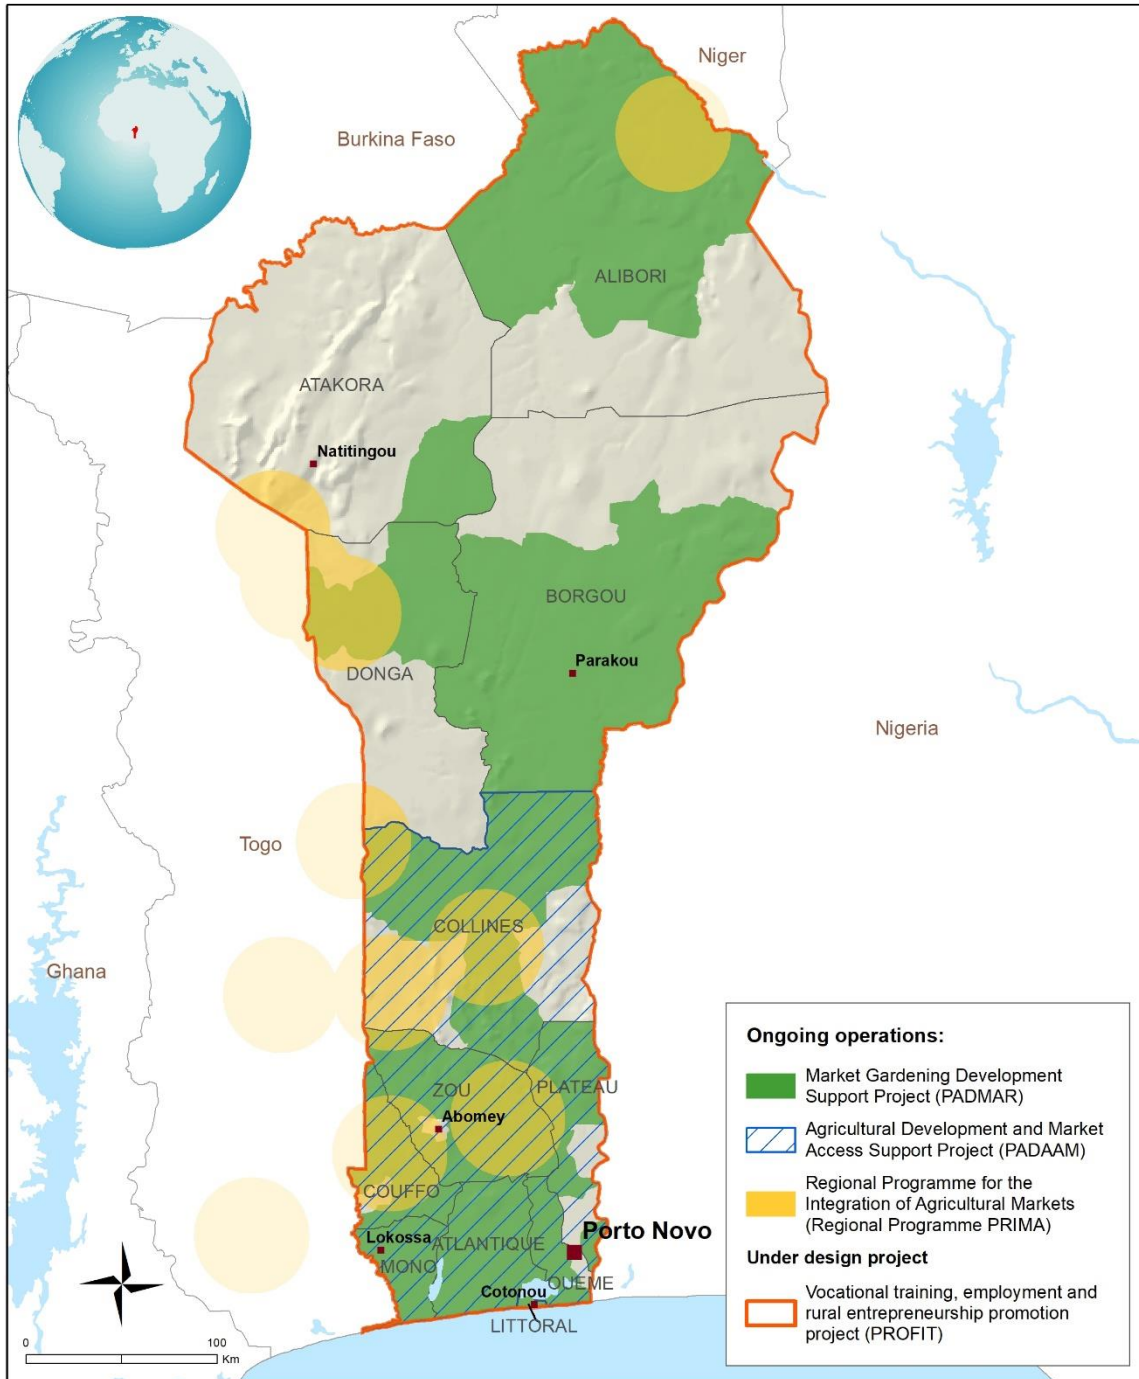 Niger
Burkina Faso
ALIBORI
ATAKORA
Natitingou
BORGOU
Parakou
DONGA
Nigeria
Togo
COLLINES
Ghana
ZOU
PLATEAU
Abomey
COUFFO
Lokossa
ATLANTIQUE
Porto Novo
MONO
OUEME
Cotonou
LITTORAL
0
100
Km
Ongoing operations:
Market Gardening Development
Support Project (PADMAR)
Agricultural Development and Market
Access Support Project (PADAAM)
Regional Programme for the
Integration of Agricultural Markets
(Regional Programme PRIMA)
Under design project
Vocational training, employment and
rural entrepreneurship promotion
project (PROFIT)